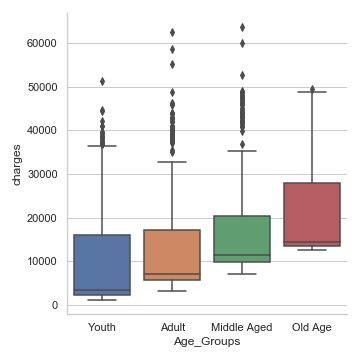 60000
50000
40000
30000
20000
10000
0
charges
Youth
Adult
Middle Aged
Old Age
Age_Groups